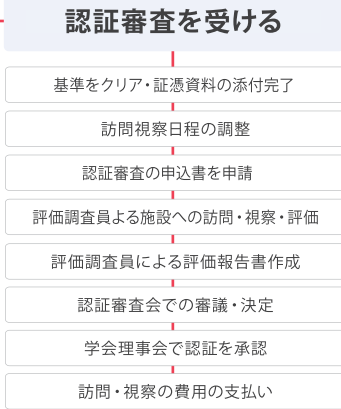 認証審査を受ける
基準をクリア・証憑資料の添付完了
訪問視察日程の調整
認証審査の申込書を申請
評価調査員よる施設への訪問・視察・評価
評価調査員による評価報告書作成
認証審査会での審議・決定
学会理事会で認証を承認
訪問・視察の費用の支払い